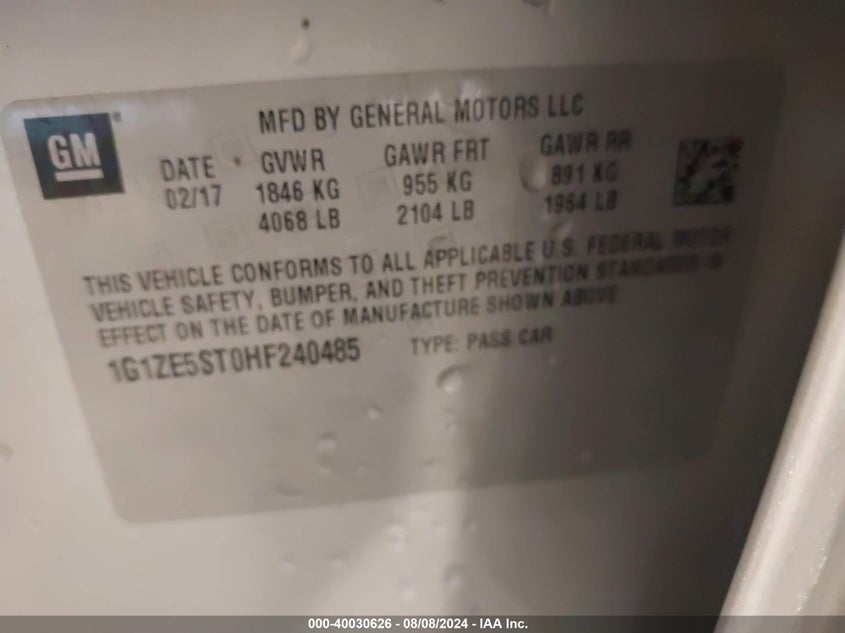 GM
MFD BY GENERAL MOTORS LLC
DATE GVWR GAWR FRT GAWR RR
02/17 1846 KG 955 KG 891 KG
4068 LB 2104 LB 1964 LB
THIS VEHICLE CONFORMS TO ALL APPLICABLE U.S. FEDERAL MOTOR
VEHICLE SAFETY, BUMPER, AND THEFT PREVENTION STANDARDS IN
EFFECT ON THE DATE OF MANUFACTURE SHOWN ABOVE.
1G1ZE5ST0HF240485 TYPE: PASS CAR
000-40030626 - 08/08/2024 - IAA Inc.